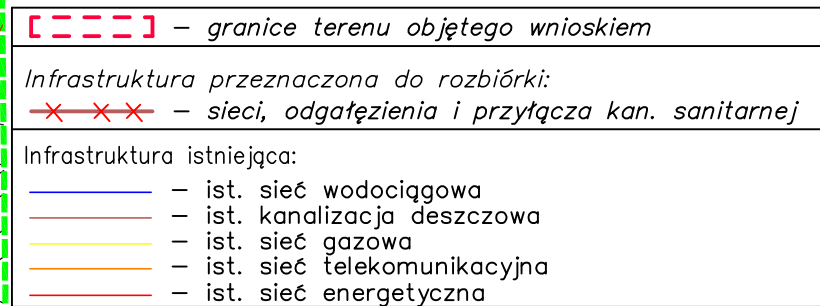 – granice terenu objętego wnioskiem
Infrastruktura przeznaczona do rozbiórki:
– sieci, odgałęzienia i przyłącza kan. sanitarnej
Infrastruktura istniejąca:
– ist. sieć wodociągowa
– ist. kanalizacja deszczowa
– ist. sieć gazowa
– ist. sieć telekomunikacyjna
– ist. sieć energetyczna